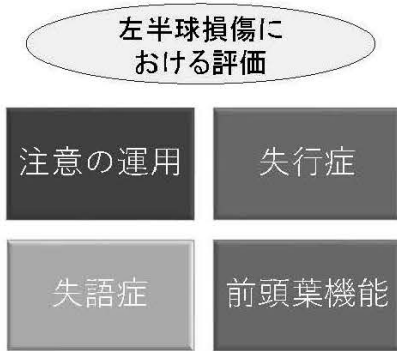 左半球損傷に
おける評価
注意の運用
失行症
失語症
前頭葉機能